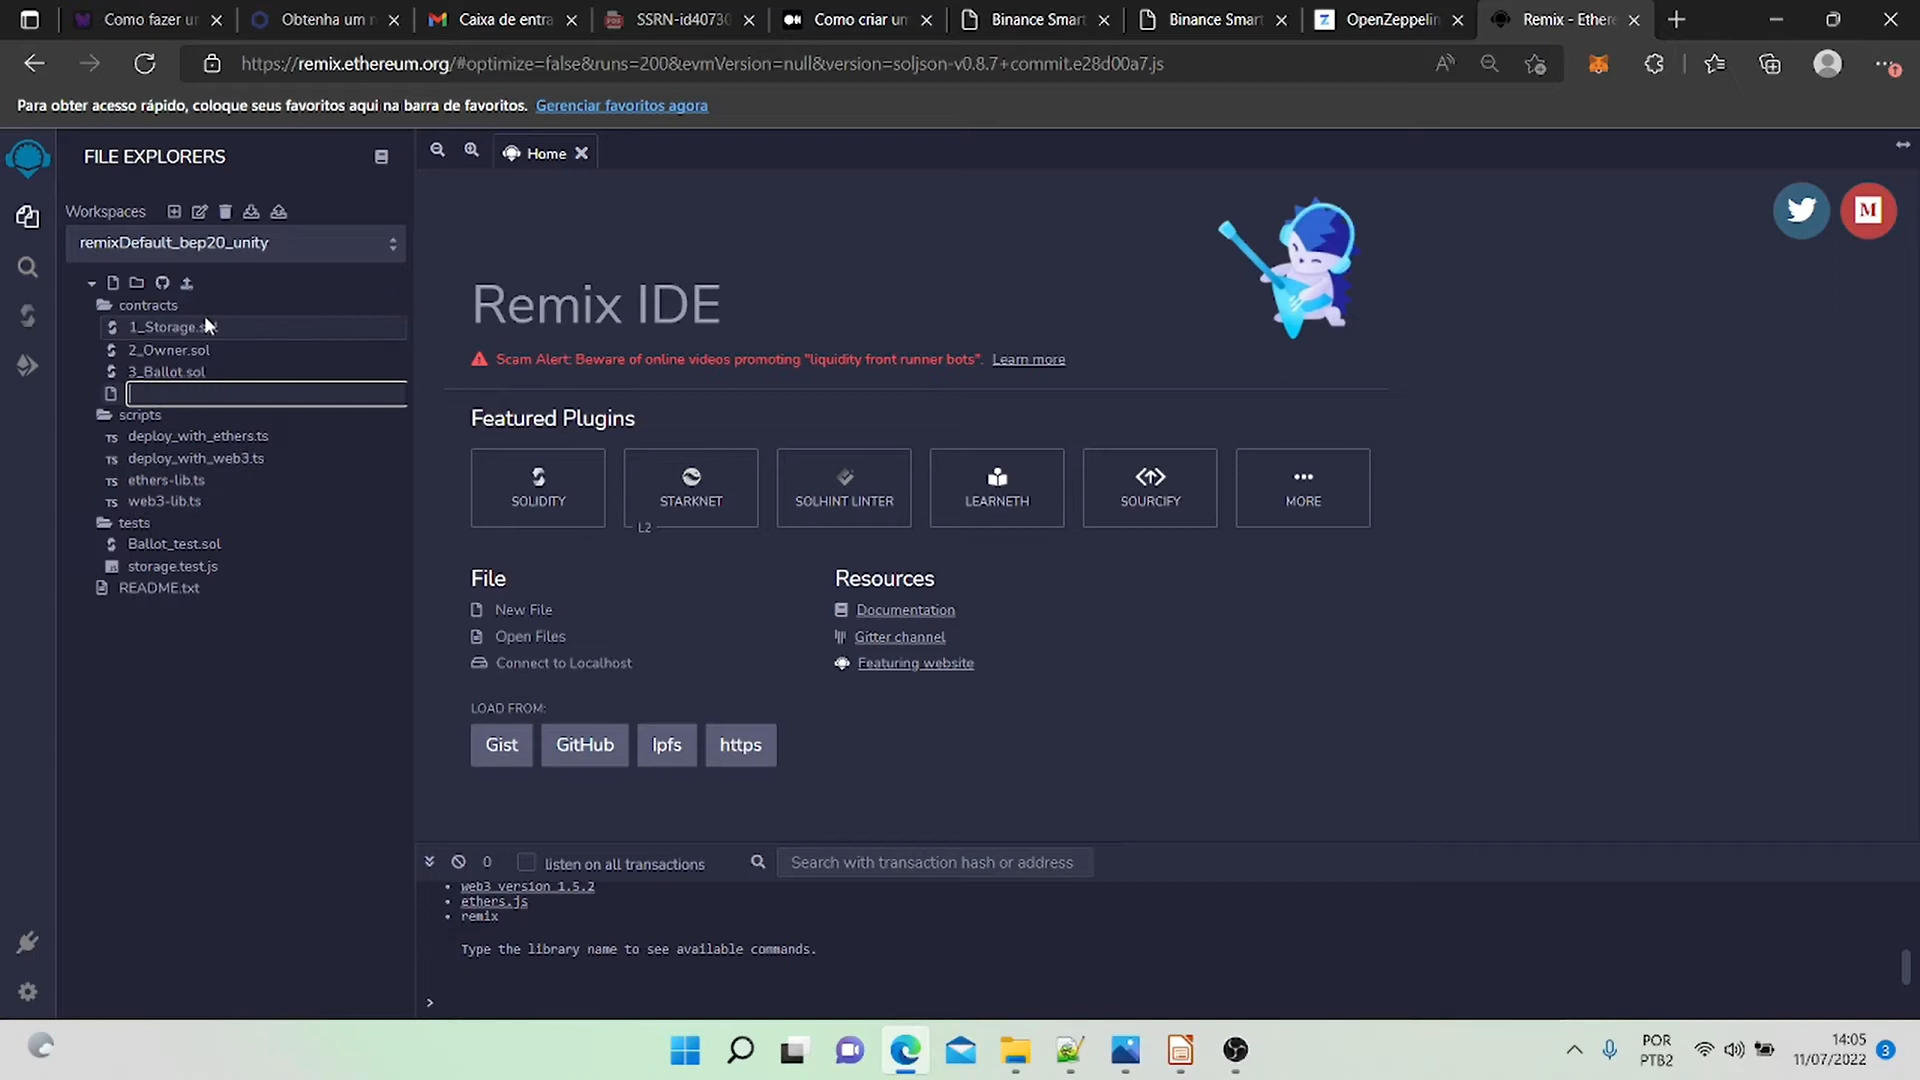 Como fazer ur
Obtenha um n
Caixa de entra
SSRN-id40730
Como criar um
Binance Smar
Binance Smart
OpenZeppelin
Remix - Ethere
https://remix.ethereum.org/#optimize=false&runs=200&evmVersion=null&version=soljson-v0.8.7+commit.e28d00a7.js
Para obter acesso rápido, coloque seus favoritos aqui na barra de favoritos. Gerenciar favoritos agora
FILE EXPLORERS
Home
Workspaces
remixDefault_bep20_unity
contracts
1_Storage.sol
2_Owner.sol
3_Ballot.sol
scripts
deploy_with_ethers.ts
deploy_with_web3.ts
ethers-lib.ts
web3-lib.ts
tests
Ballot_test.sol
storage.test.js
README.txt
Remix IDE
Scam Alert: Beware of online videos promoting "liquidity front runner bots". Learn more
Featured Plugins
SOLIDITY
STARKNET
L2
SOLHINT LINTER
LEARNETH
SOURCIFY
MORE
File
New File
Open Files
Connect to Localhost
Resources
Documentation
Gitter channel
Featuring website
LOAD FROM:
Gist
GitHub
Ipfs
https
M
0
listen on all transactions
Search with transaction hash or address
web3 version 1.5.2
ethers.js
remix
Type the library name to see available commands.
>
POR
PTB2
14:05
11/07/2022
3